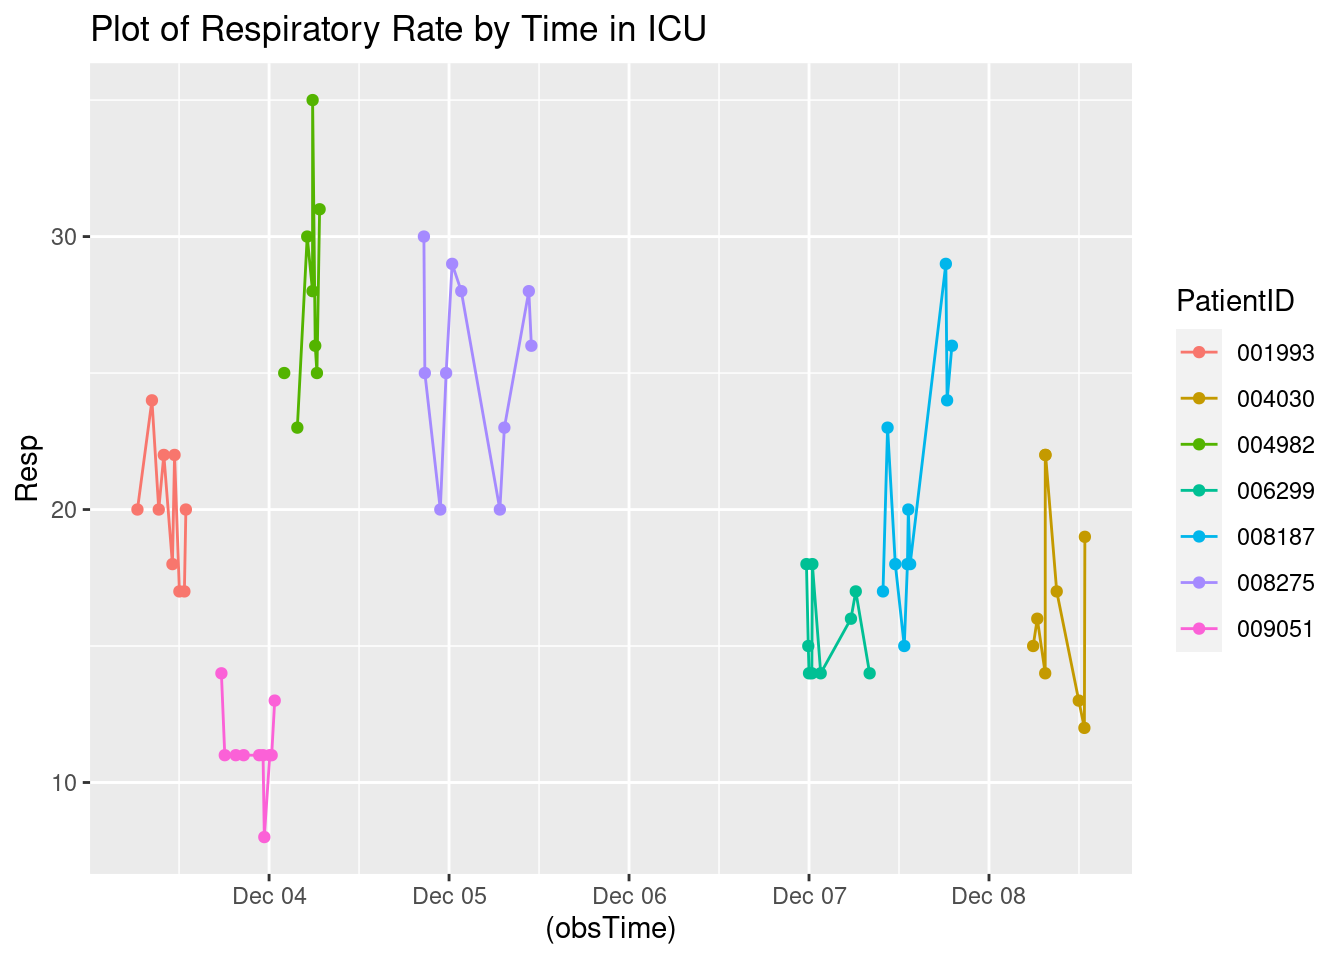 Plot of Respiratory Rate by Time in ICU
Resp
30
20
10
Dec 04
Dec 05
Dec 06
Dec 07
Dec 08
(obsTime)
PatientID
001993
004030
004982
006299
008187
008275
009051